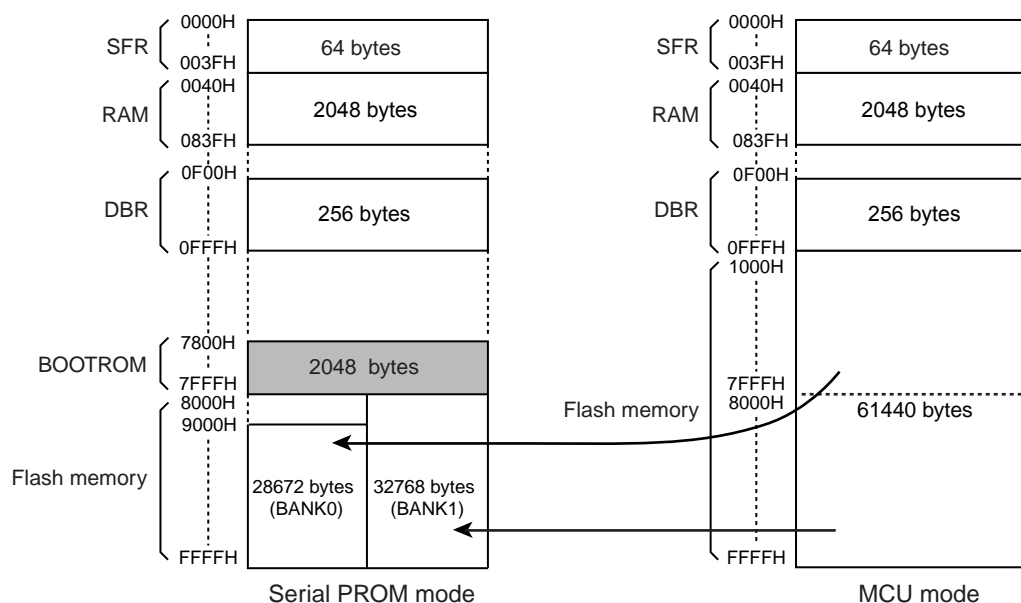 SFR
0000H
003FH
64 bytes
RAM
0040H
083FH
2048 bytes
DBR
0F00H
0FFFH
256 bytes
BOOTROM
7800H
7FFFH
2048 bytes
Flash memory
8000H
9000H
FFFFH
28672 bytes
(BANK0)
32768 bytes
(BANK1)
Serial PROM mode
SFR
0000H
003FH
64 bytes
RAM
0040H
083FH
2048 bytes
DBR
0F00H
0FFFH
256 bytes
Flash memory
1000H
7FFFH
8000H
FFFFH
61440 bytes
MCU mode